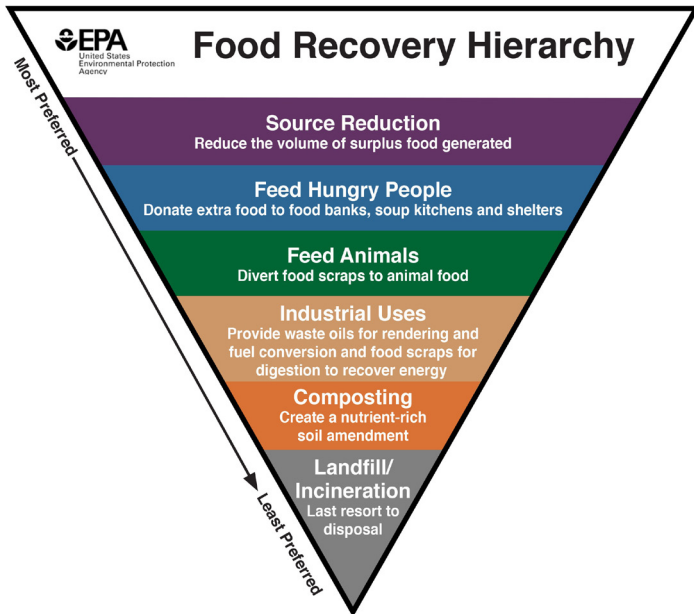 EPA
United States
Environmental Protection
Agency
Food Recovery Hierarchy
Most Preferred
Source Reduction
Reduce the volume of surplus food generated
Feed Hungry People
Donate extra food to food banks, soup kitchens and shelters
Feed Animals
Divert food scraps to animal food
Industrial Uses
Provide waste oils for rendering and
fuel conversion and food scraps for
digestion to recover energy
Composting
Create a nutrient-rich
soil amendment
Landfill/
Incineration
Last resort to
disposal
Least Preferred